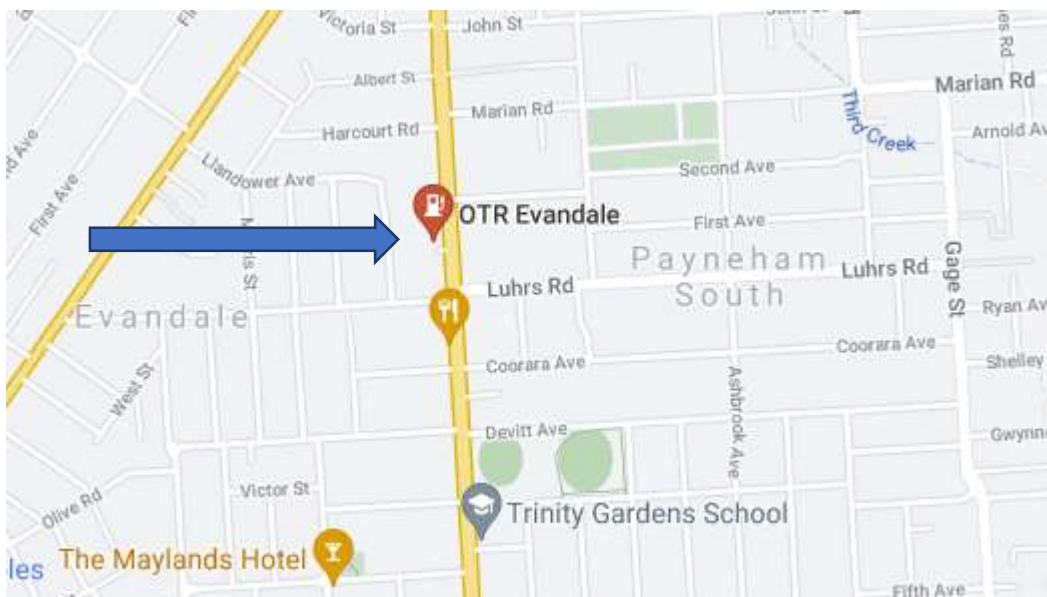 Victoria St
John St
Albert St
Marian Rd
Marian Rd
Harcourt Rd
Third Creek
Second Ave
Llandower Ave
First Ave
OTR Evandale
First Ave
Payneham
South
Luhrs Rd
Luhrs Rd
Gage St
Evandale
Ryan Av
Coorara Ave
Coorara Ave
Shelley
West St
Ashbrook Ave
Devitt Ave
Gwynn
Victor St
Olive Rd
Trinity Gardens School
The Maylands Hotel
les
Fifth Ave
Arnold Av
es Rd